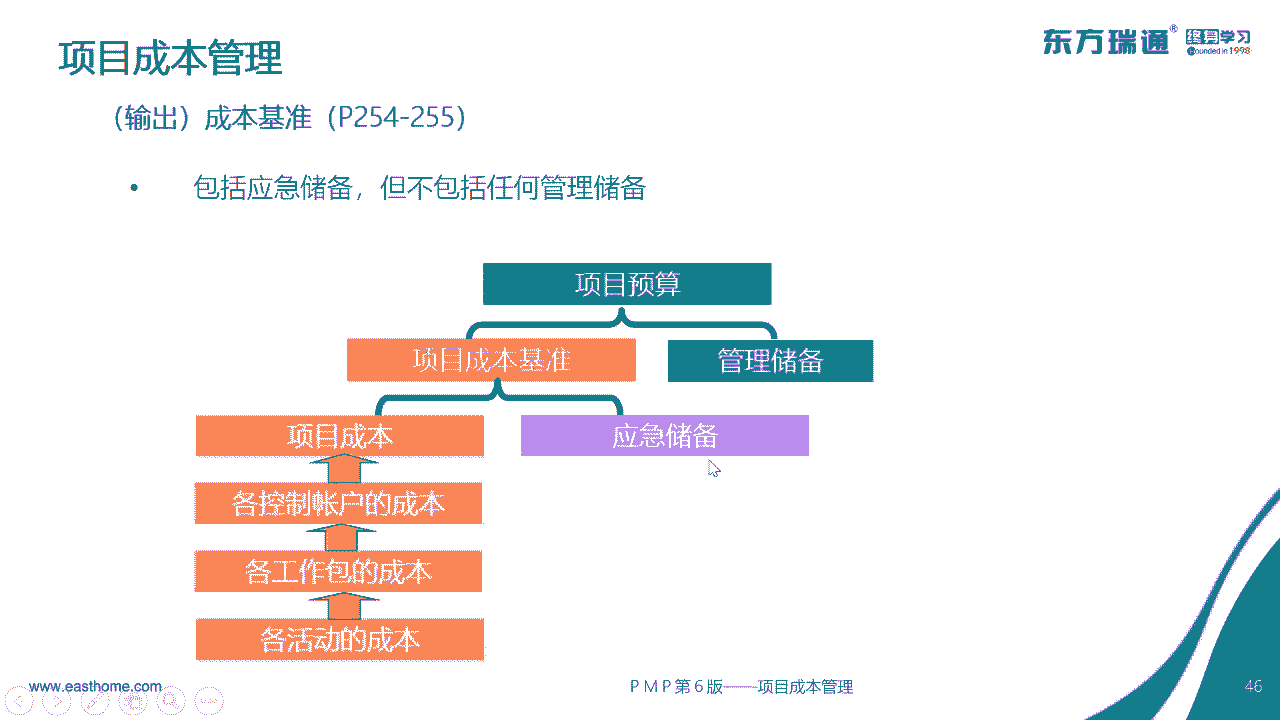 项目成本管理
东方瑞通® 终身学习
Founded in 1998
（输出）成本基准（P254-255）
• 包括应急储备，但不包括任何管理储备
项目预算
项目成本基准
管理储备
项目成本
应急储备
各控制帐户的成本
各工作包的成本
各活动的成本
www.easthome.com
PMP第6版——项目成本管理
46